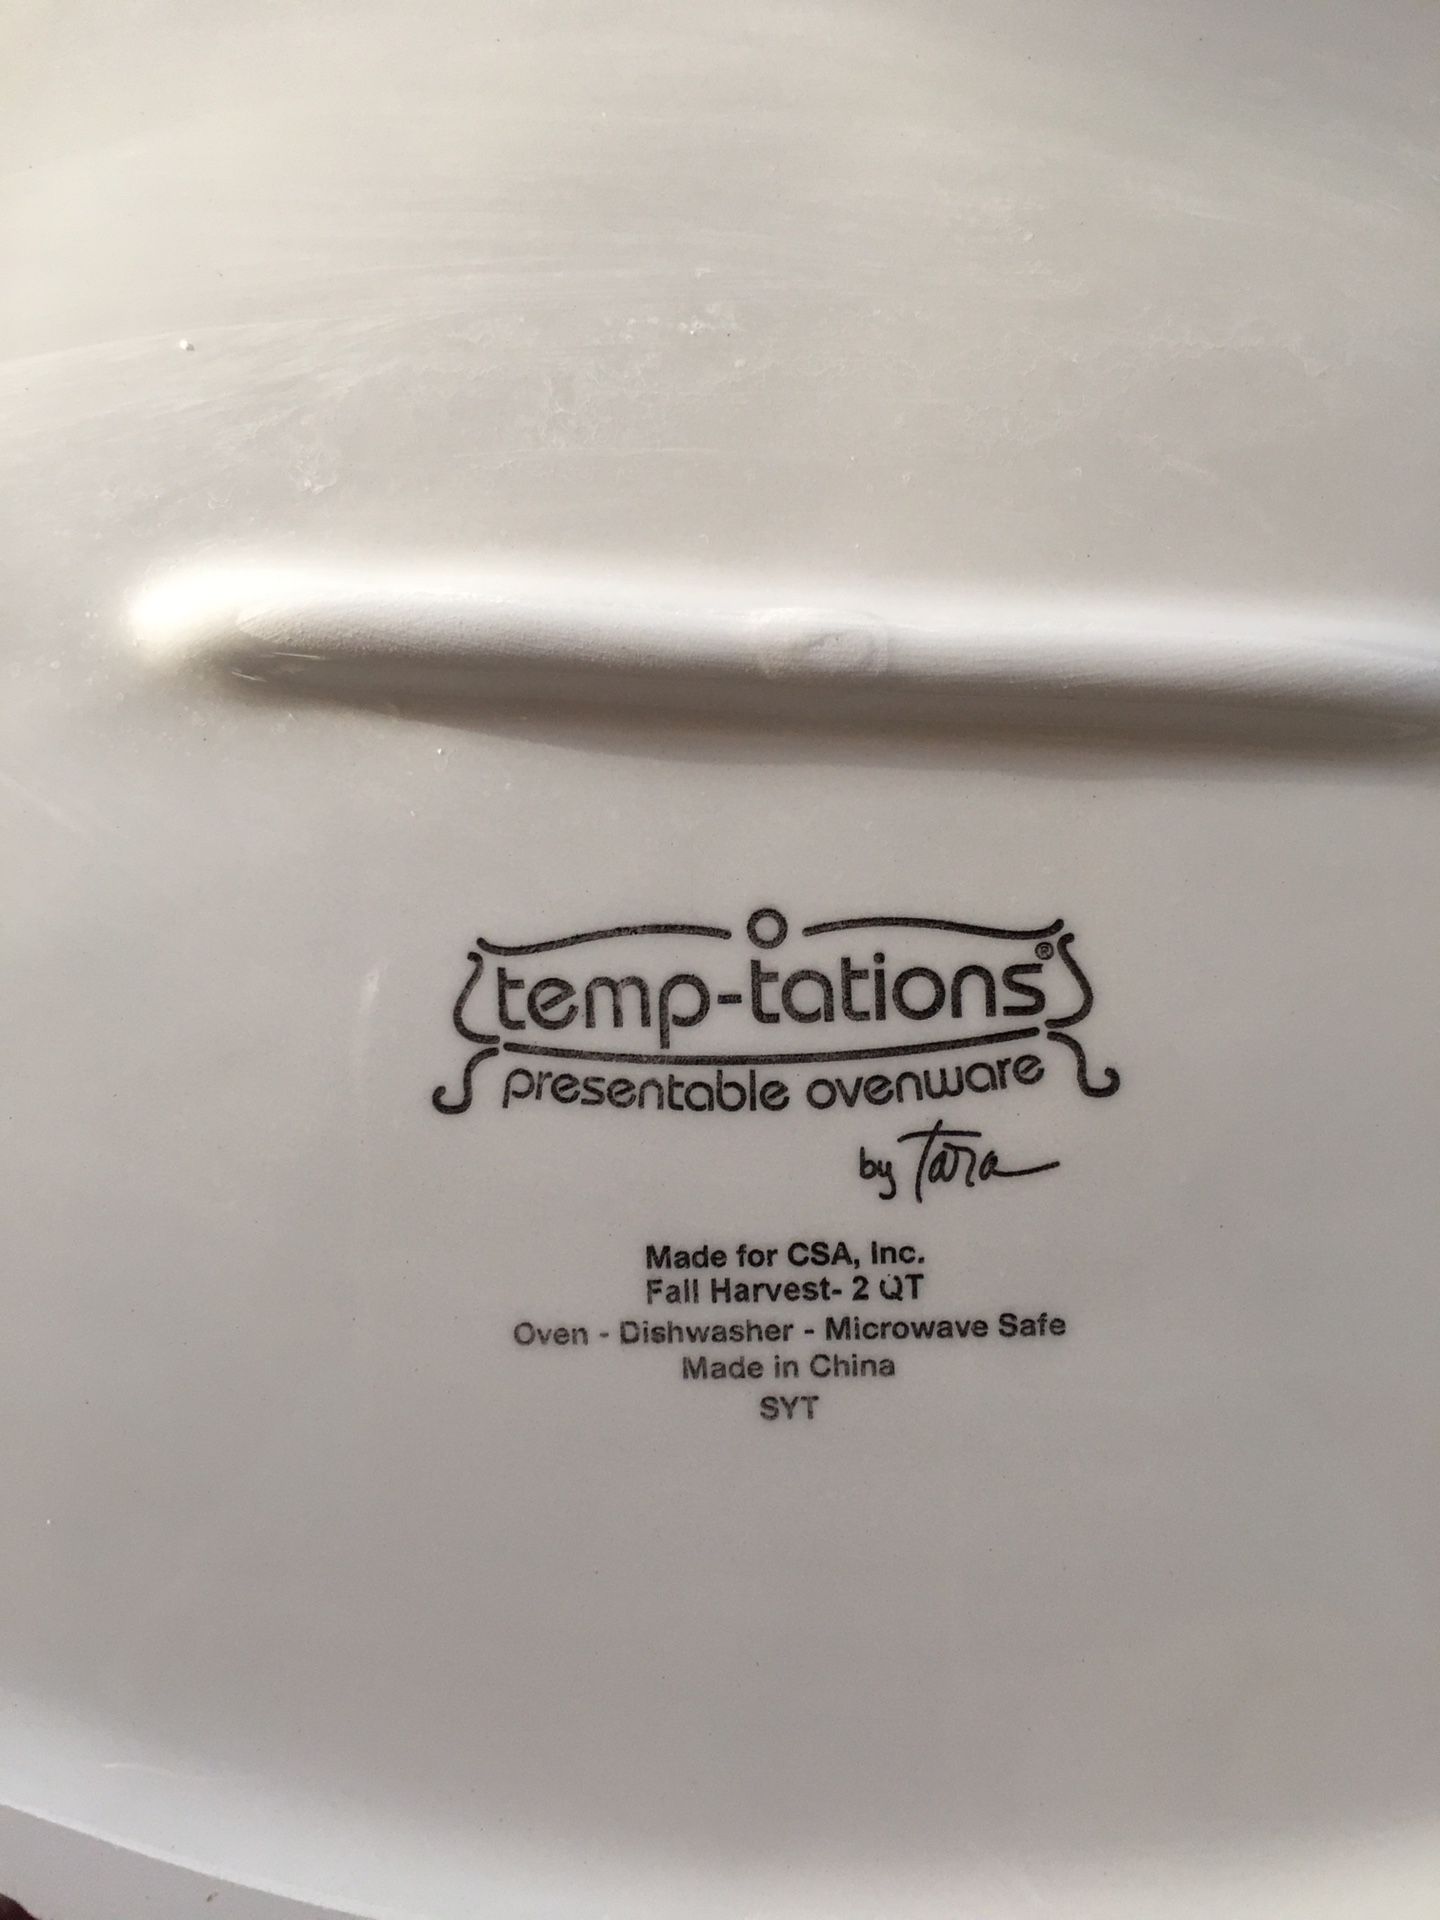 temp-tations®
presentable ovenware
by Tara
Made for CSA, Inc.
Fall Harvest- 2 QT
Oven - Dishwasher - Microwave Safe
Made in China
SYT